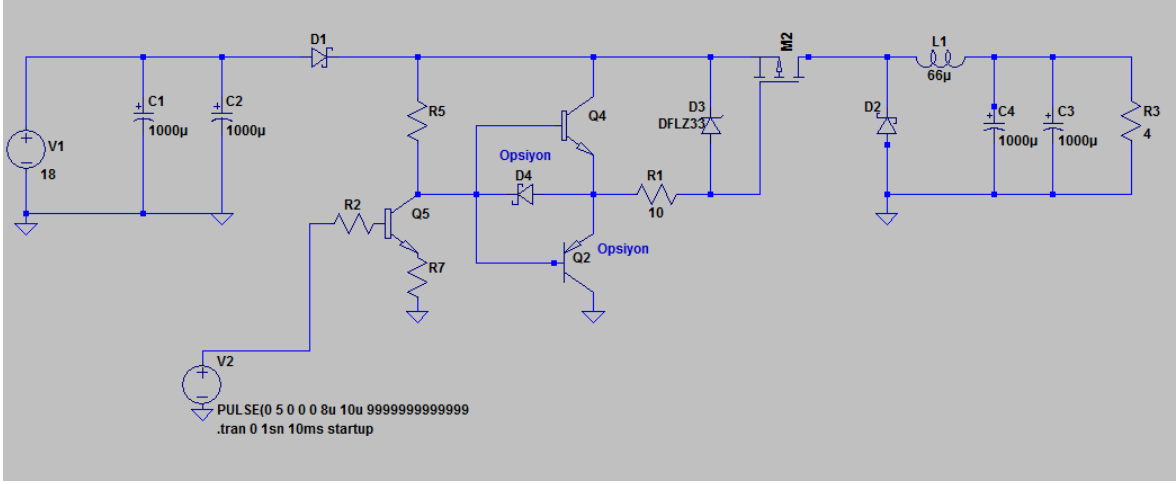 D1
M2
L1
66µ
C1
1000µ
C2
1000µ
R5
Q4
D3
DFLZ33
D2
C4
1000µ
C3
1000µ
R3
4
V1
18
Opsiyon
D4
R1
10
R2
Q5
Opsiyon
Q2
R7
V2
PULSE(0 5 0 0 0 8u 10u 9999999999999
.tran 0 1sn 10ms startup